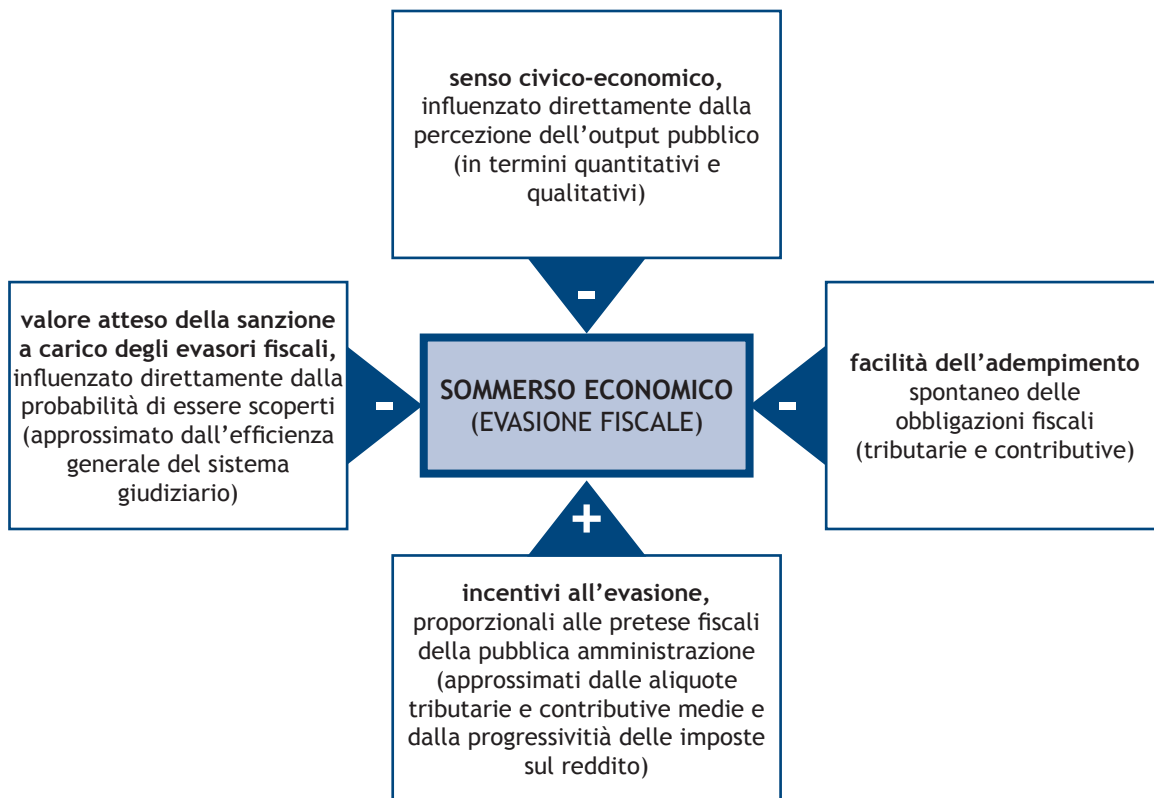 senso civico-economico,
influenzato direttamente dalla
percezione dell’output pubblico
(in termini quantitativi e
qualitativi)
-
valore atteso della sanzione
a carico degli evasori fiscali,
influenzato direttamente dalla
probabilità di essere scoperti
(approssimato dall’efficienza
generale del sistema
giudiziario)
-
SOMMERSO ECONOMICO
(EVASIONE FISCALE)
-
facilità dell’adempimento
spontaneo delle
obbligazioni fiscali
(tributarie e contributive)
+
incentivi all’evasione,
proporzionali alle pretese fiscali
della pubblica amministrazione
(approssimati dalle aliquote
tributarie e contributive medie e
dalla progressivitià delle imposte
sul reddito)